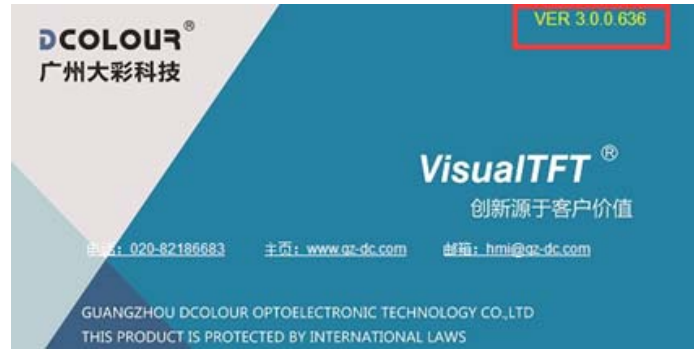 VER 3.0.0.636
DCOLOUR®
广州大彩科技
VisualTFT ®
创新源于客户价值
电话：020-82186683 主页：www.gz-dc.com 邮箱：hmi@gz-dc.com
GUANGZHOU DCOLOUR OPTOELECTRONIC TECHNOLOGY CO.,LTD
THIS PRODUCT IS PROTECTED BY INTERNATIONAL LAWS